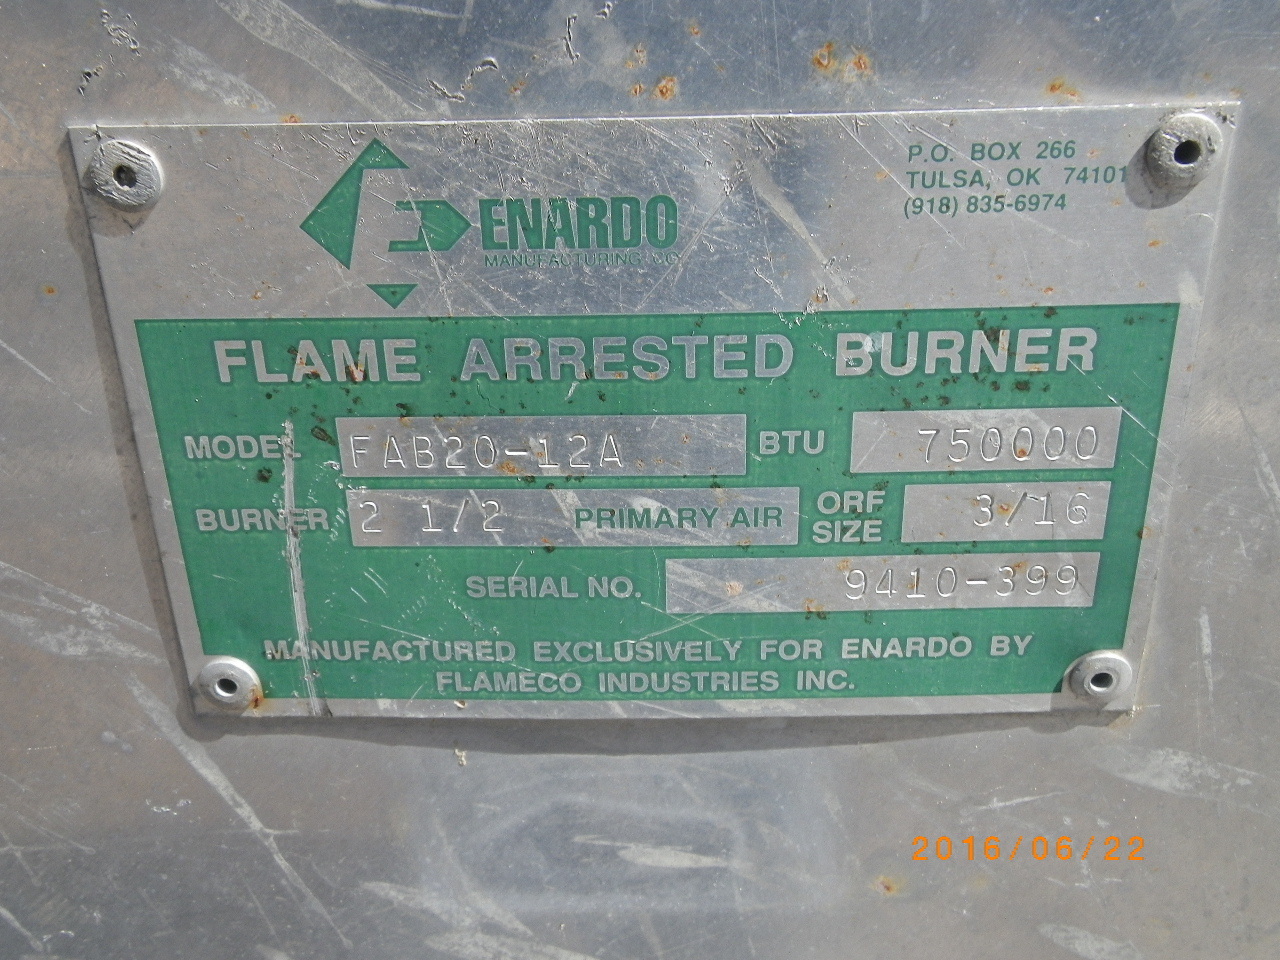 P.O. BOX 266
TULSA, OK 74101
(918) 835-6974
ENARDO
MANUFACTURING CO
FLAME ARRESTED BURNER
MODEL FAB20-12A BTU 750000
BURNER 2 1/2 PRIMARY AIR ORF SIZE 3/16
SERIAL NO. 9410-399
MANUFACTURED EXCLUSIVELY FOR ENARDO BY
FLAMECO INDUSTRIES INC.
2016/06/22